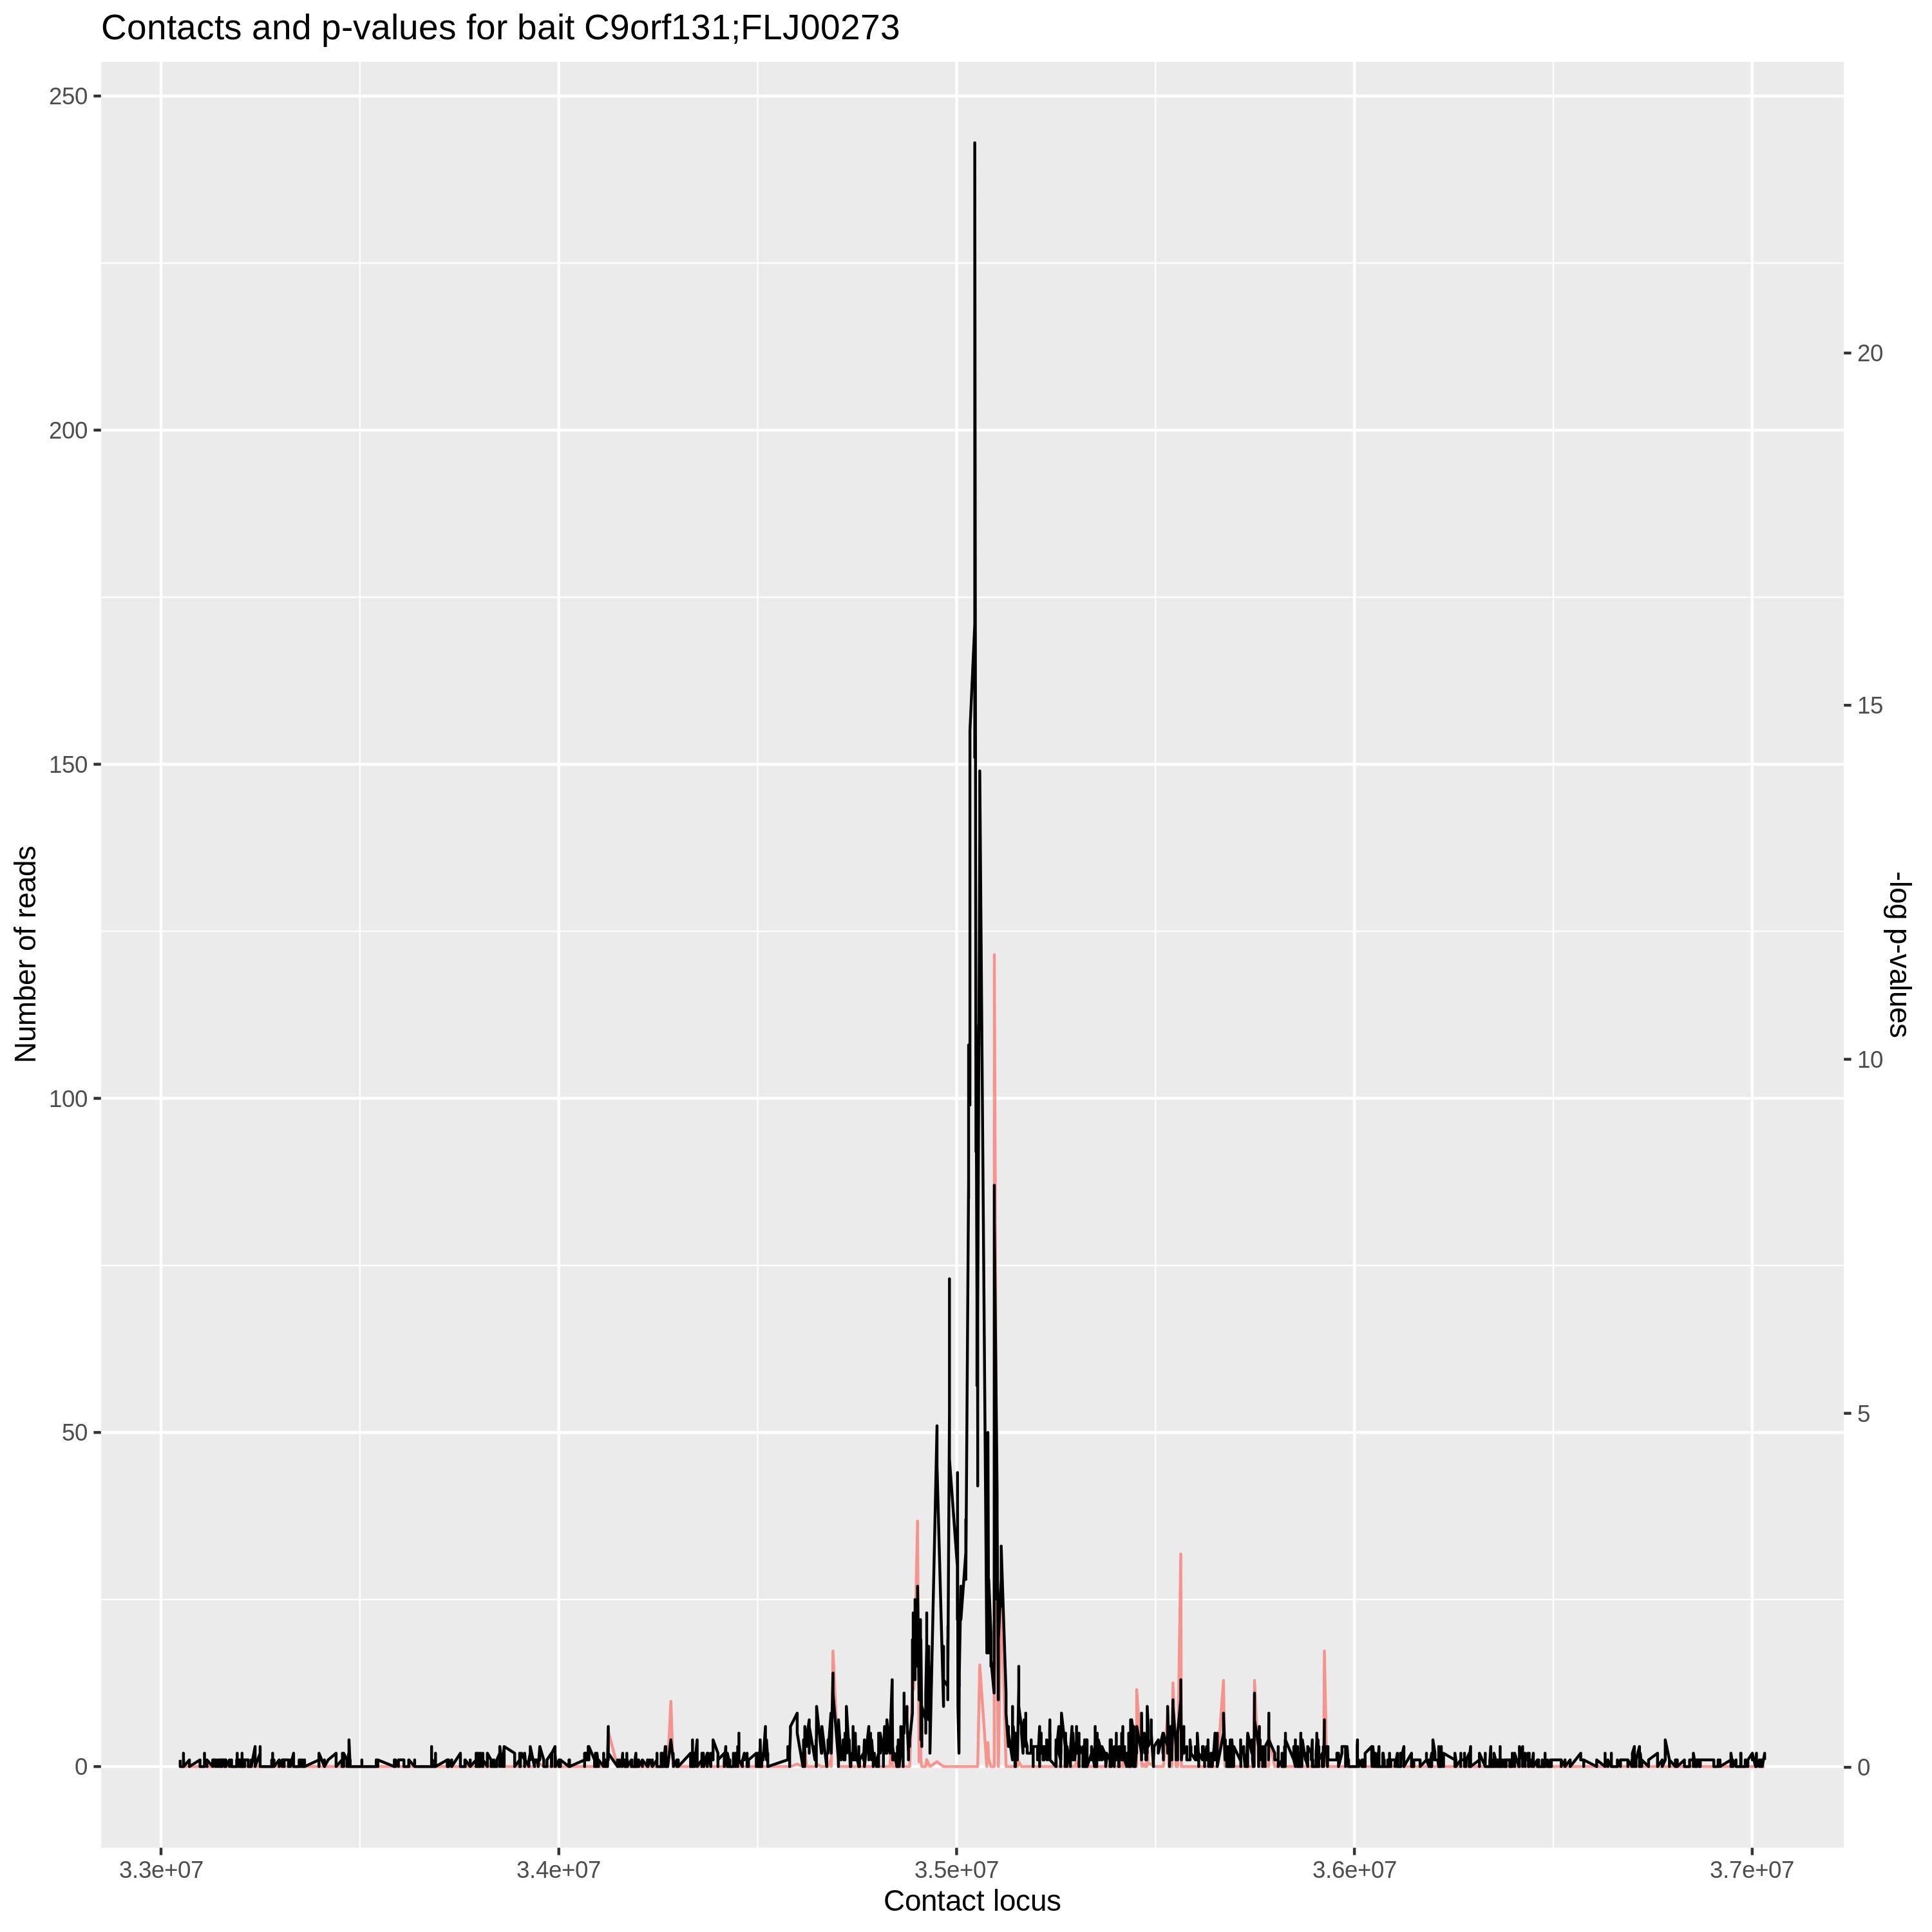 Contacts and p-values for bait C9orf131;FLJ00273
250
200
150
100
50
0
Number of reads
20
15
10
5
0
-log p-values
3.3e+07
3.4e+07
3.5e+07
3.6e+07
3.7e+07
Contact locus